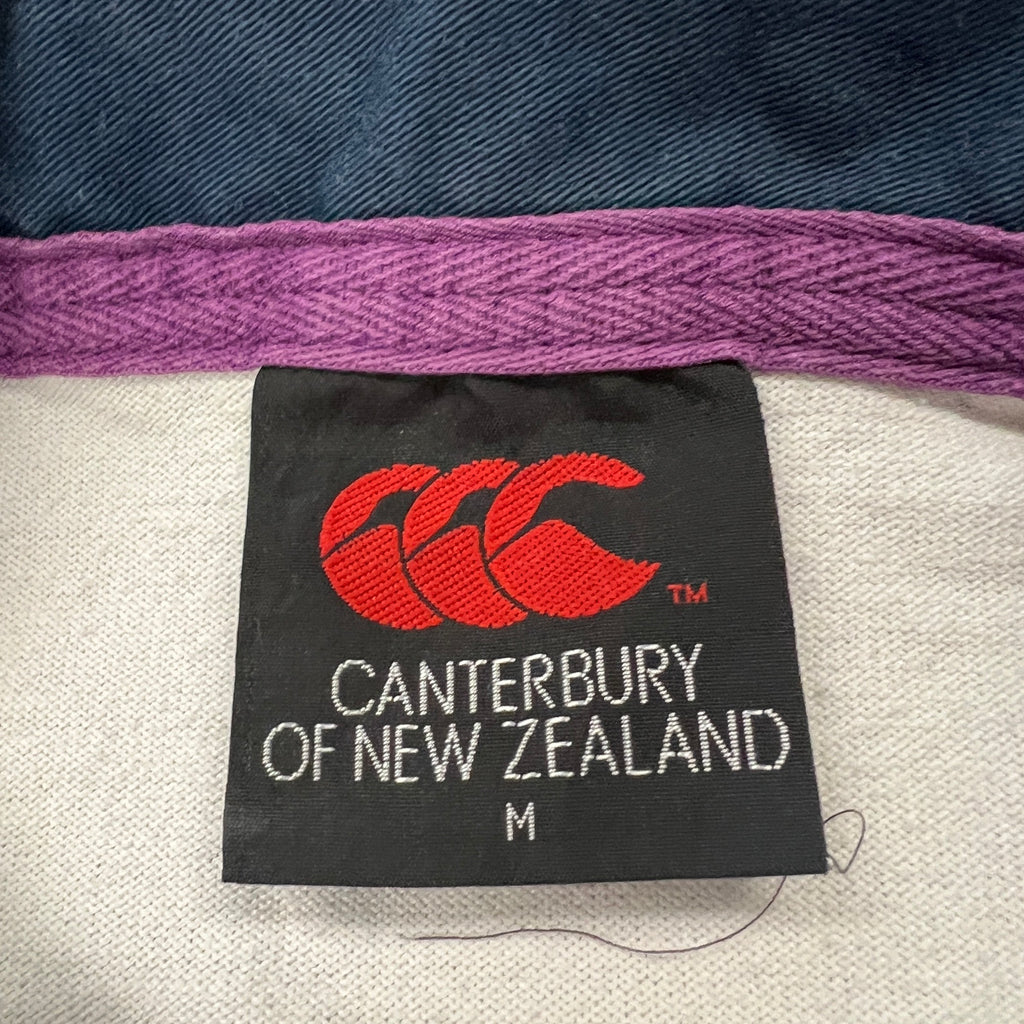 TM
CANTERBURY
OF NEW ZEALAND
M